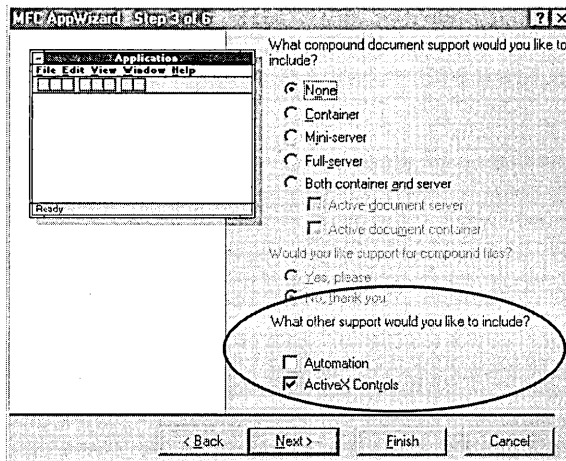 MFC AppWizard - Step 3 of 6
Application
File Edit View Window Help
Ready
What compound document support would you like to
include?
None
Container
Mini-server
Full-server
Both container and server
Active document server
Active document container
Would you like support for compound files?
Yes, please
No, thank you
What other support would you like to include?
Automation
ActiveX Controls
< Back Next > Finish Cancel